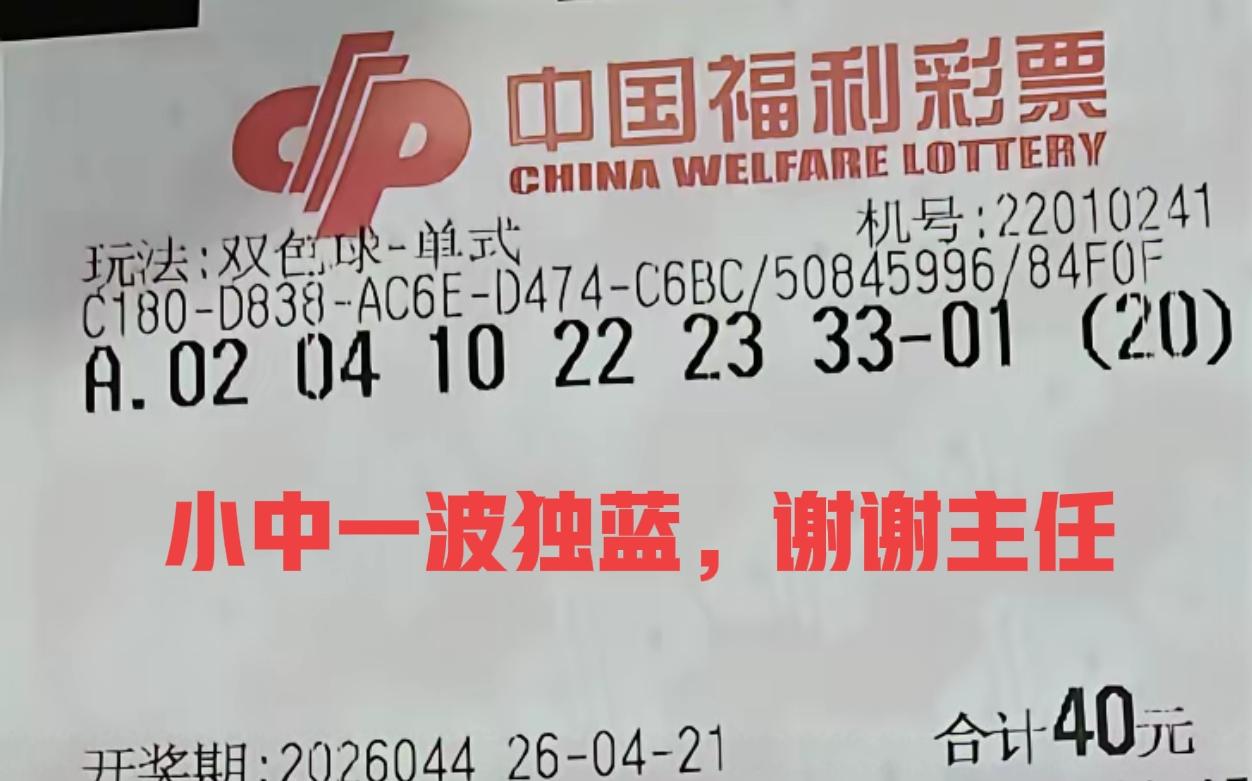 中国福利彩票
CHINA WELFARE LOTTERY
玩法:双色球-单式 机号:22010241
C180-D838-AC6E-D474-C6BC/50845996/84F0F
A.02 04 10 22 23 33-01 (20)
小中一波独蓝，谢谢主任
合计40元
开奖期:2026044 26-04-21